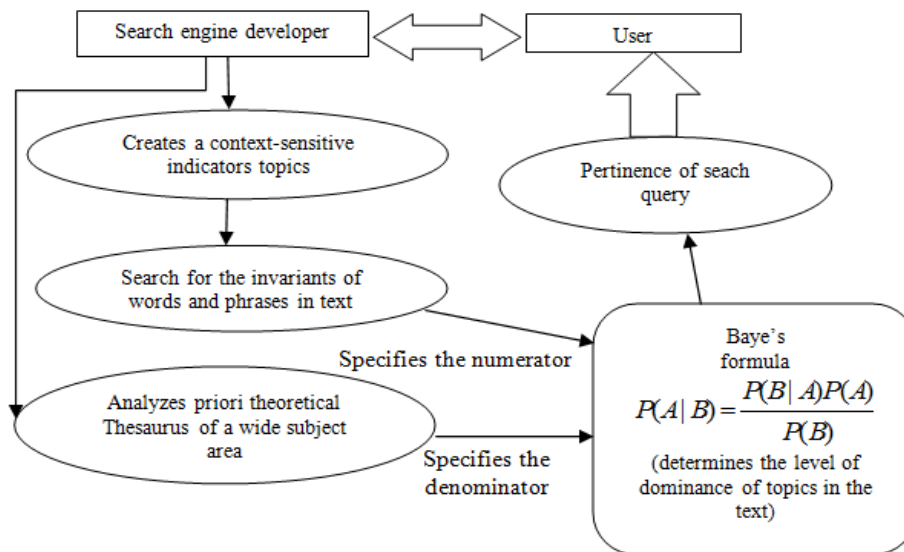 Search engine developer
User
Creates a context-sensitive
indicators topics
Pertinence of seach
query
Search for the invariants of
words and phrases in text
Specifies the numerator
Analyzes priori theoretical
Thesaurus of a wide subject
area
Specifies the
denominator
Baye's
formula
P(A | B) = P(B | A)P(A) / P(B)
(determines the level of
dominance of topics in the
text)